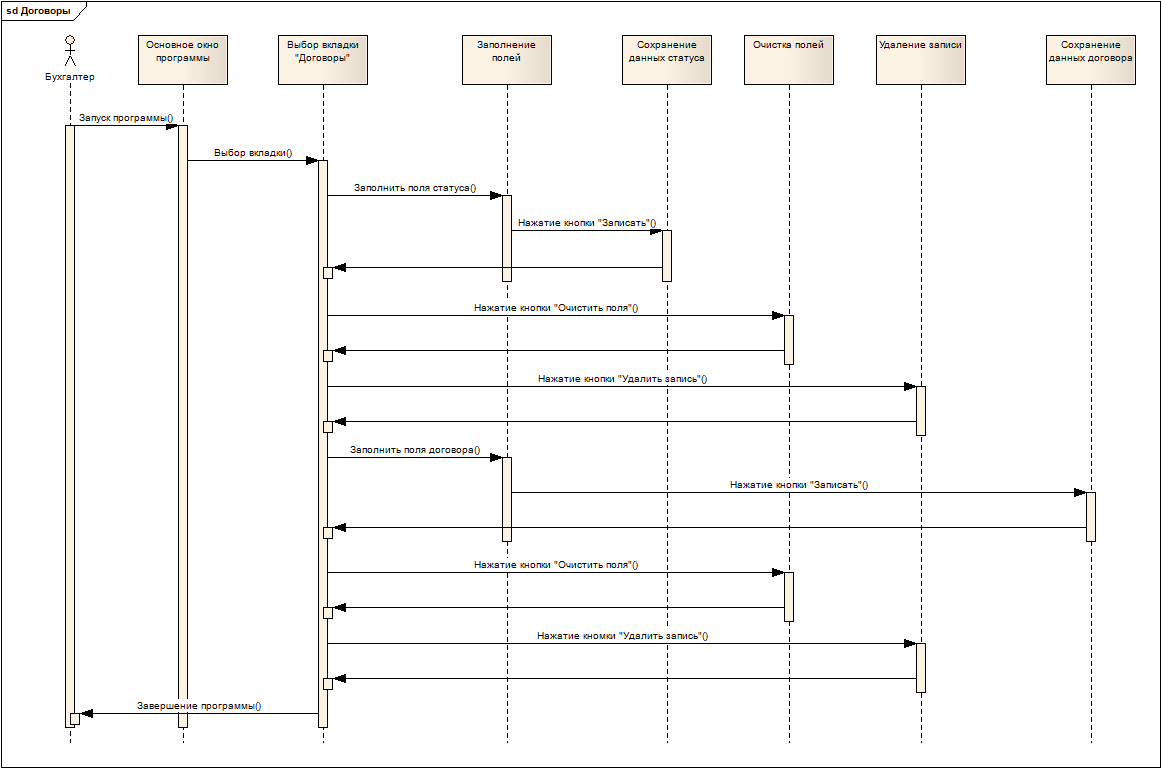 sd Договоры
Бухгалтер
Основное окно
программы
Выбор вкладки
"Договоры"
Заполнение
полей
Сохранение
данных статуса
Очистка полей
Удаление записи
Сохранение
данных договора
Запуск программы()
Выбор вкладки()
Заполнить поля статуса()
Нажатие кнопки "Записать"()
Нажатие кнопки "Очистить поля"()
Нажатие кнопки "Удалить запись"()
Заполнить поля договора()
Нажатие кнопки "Записать"()
Нажатие кнопки "Очистить поля"()
Нажатие кномки "Удалить запись"()
Завершение программы()